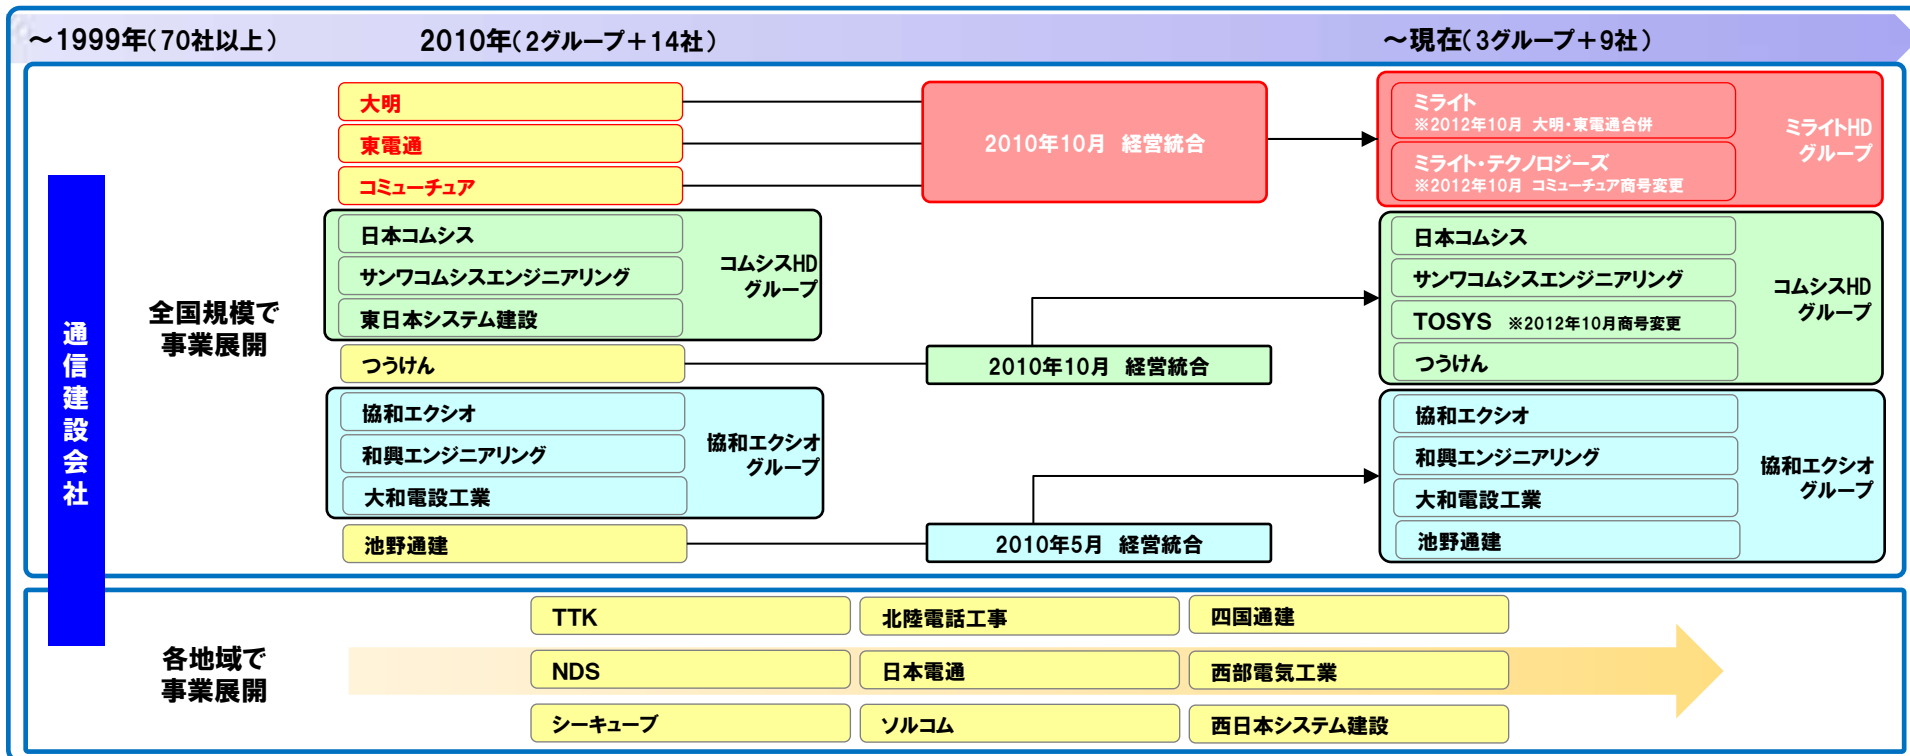 ～1999年(70社以上)
2010年(2グループ+14社)
～現在(3グループ+9社)
通信建設会社
全国規模で
事業展開
大明
東電通
コミューチュア
2010年10月 経営統合
ミライト
※2012年10月 大明・東電通合併
ミライト・テクノロジーズ
※2012年10月 コミューチュア商号変更
ミライトHD
グループ
日本コムシス
サンワコムシスエンジニアリング
東日本システム建設
コムシスHD
グループ
つうけん
2010年10月 経営統合
日本コムシス
サンワコムシスエンジニアリング
TOSYS ※2012年10月商号変更
つうけん
コムシスHD
グループ
協和エクシオ
和興エンジニアリング
大和電設工業
協和エクシオ
グループ
池野通建
2010年5月 経営統合
協和エクシオ
和興エンジニアリング
大和電設工業
池野通建
協和エクシオ
グループ
各地域で
事業展開
TTK
北陸電話工事
四国通建
NDS
日本電通
西部電気工業
シーキューブ
ソルコム
西日本システム建設